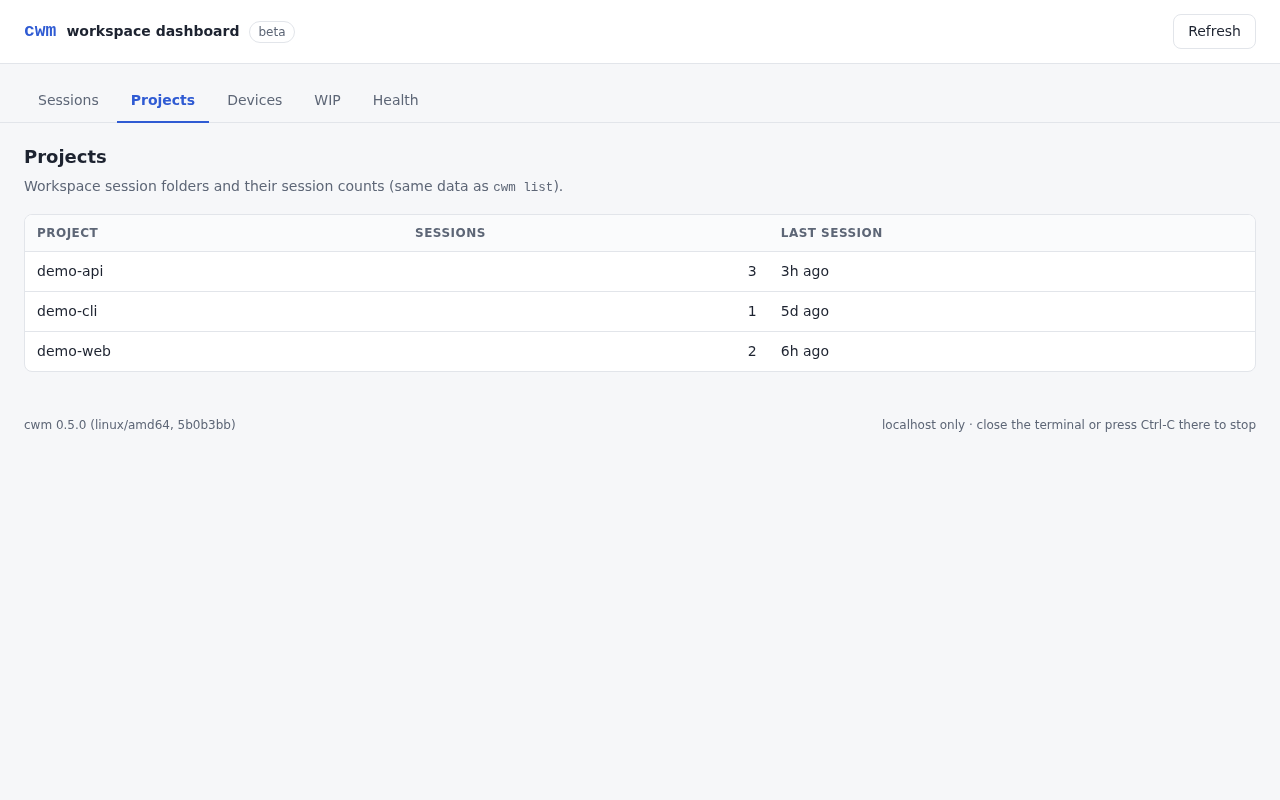 cwm workspace dashboard beta Refresh
Sessions Projects Devices WIP Health
Projects
Workspace session folders and their session counts (same data as cwm list).
PROJECT SESSIONS LAST SESSION
demo-api 3 3h ago
demo-cli 1 5d ago
demo-web 2 6h ago
cwm 0.5.0 (linux/amd64, 5b0b3bb) localhost only · close the terminal or press Ctrl-C there to stop